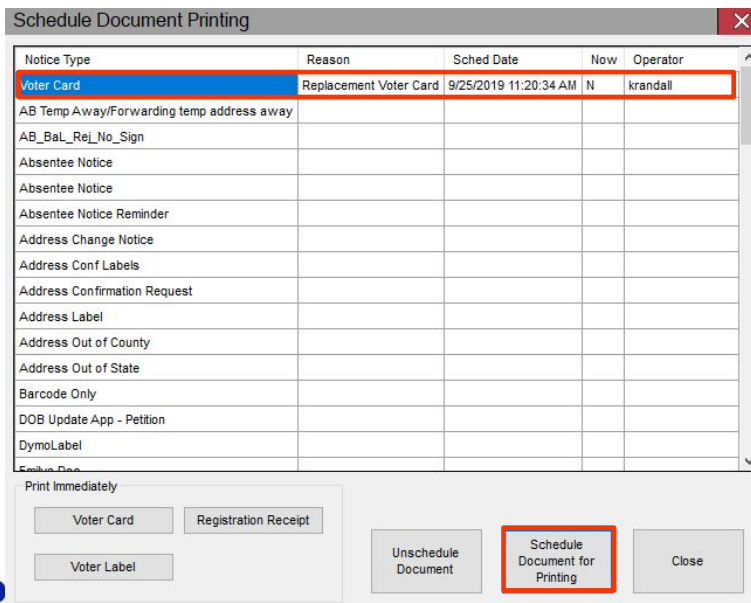 Schedule Document Printing
Notice Type Reason Sched Date Now Operator
Voter Card Replacement Voter Card 9/25/2019 11:20:34 AM N krandall
AB Temp Away/Forwarding temp address away
AB_BaL_Rej_No_Sign
Absentee Notice
Absentee Notice
Absentee Notice Reminder
Address Change Notice
Address Conf Labels
Address Confirmation Request
Address Label
Address Out of County
Address Out of State
Barcode Only
DOB Update App - Petition
DymoLabel
Print Immediately
Voter Card Registration Receipt
Voter Label
Unschedule
Document
Schedule
Document for
Printing
Close